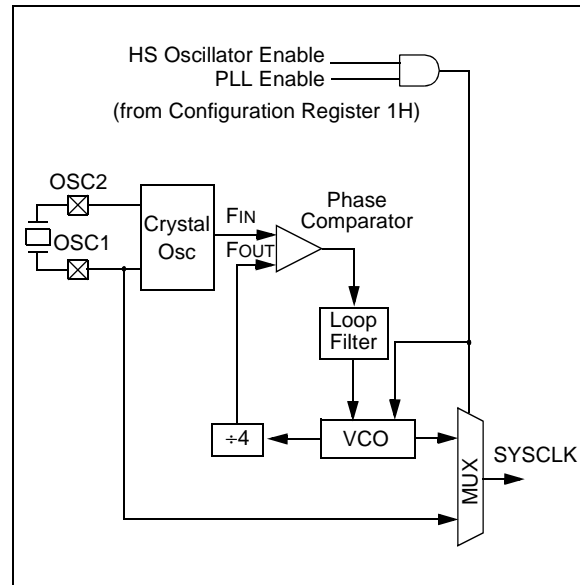 HS Oscillator Enable
PLL Enable
(from Configuration Register 1H)
OSC2
OSC1
Crystal
Osc
FIN
FOUT
Phase
Comparator
Loop
Filter
÷4
VCO
MUX
SYSCLK